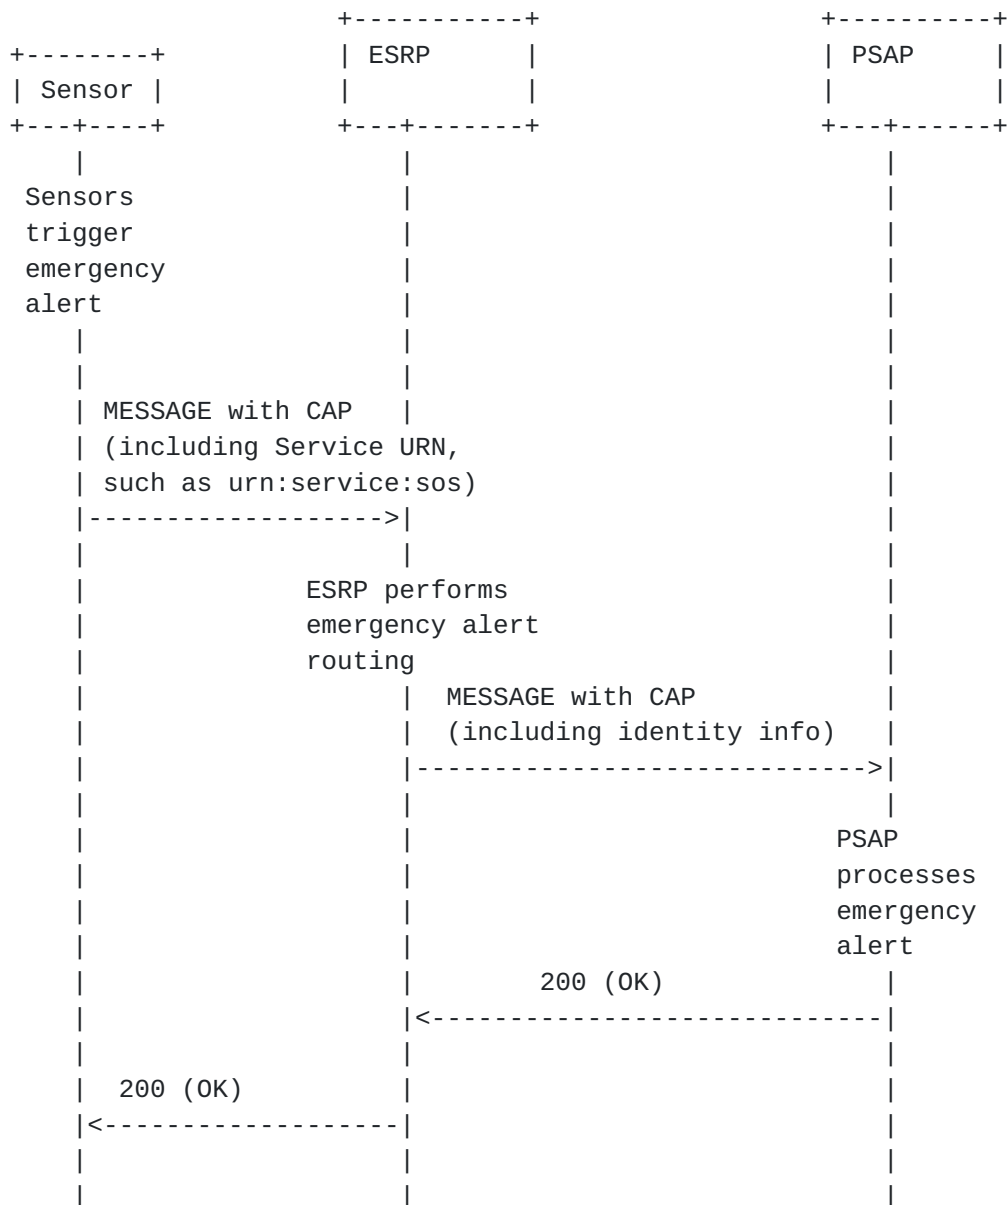 ESRP PSAP
Sensor
Sensors
trigger
emergency
alert
MESSAGE with CAP
(including Service URN,
such as urn:service:sos)
ESRP performs
emergency alert
routing
MESSAGE with CAP
(including identity info)
PSAP
processes
emergency
alert
200 (OK)
200 (OK)